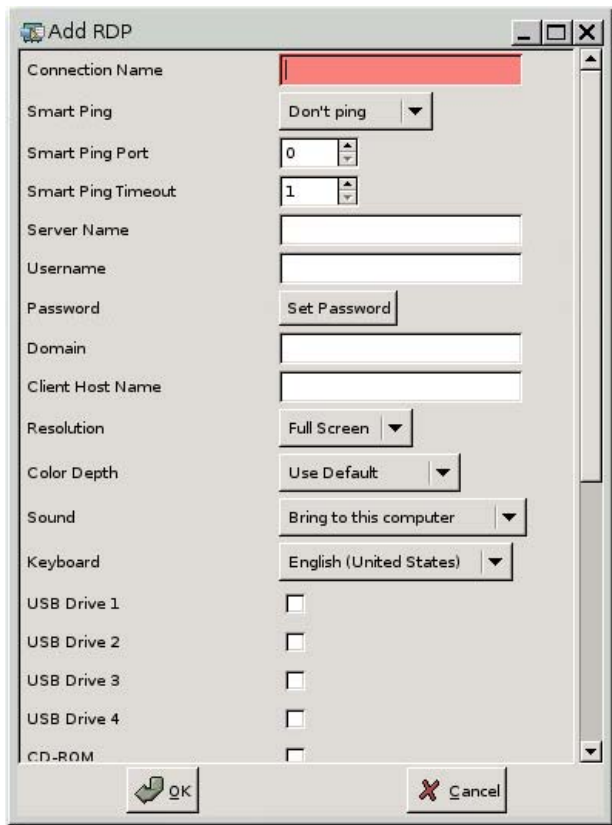 Add RDP
Connection Name
Smart Ping Don't ping
Smart Ping Port 0
Smart Ping Timeout 1
Server Name
Username
Password Set Password
Domain
Client Host Name
Resolution Full Screen
Color Depth Use Default
Sound Bring to this computer
Keyboard English (United States)
USB Drive 1
USB Drive 2
USB Drive 3
USB Drive 4
CD-ROM
OK Cancel